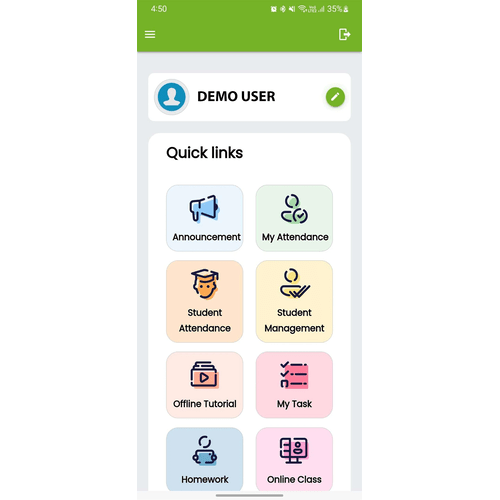 4:50
35%
DEMO USER
Quick links
Announcement
My Attendance
Student
Attendance
Student
Management
Offline Tutorial
My Task
Homework
Online Class